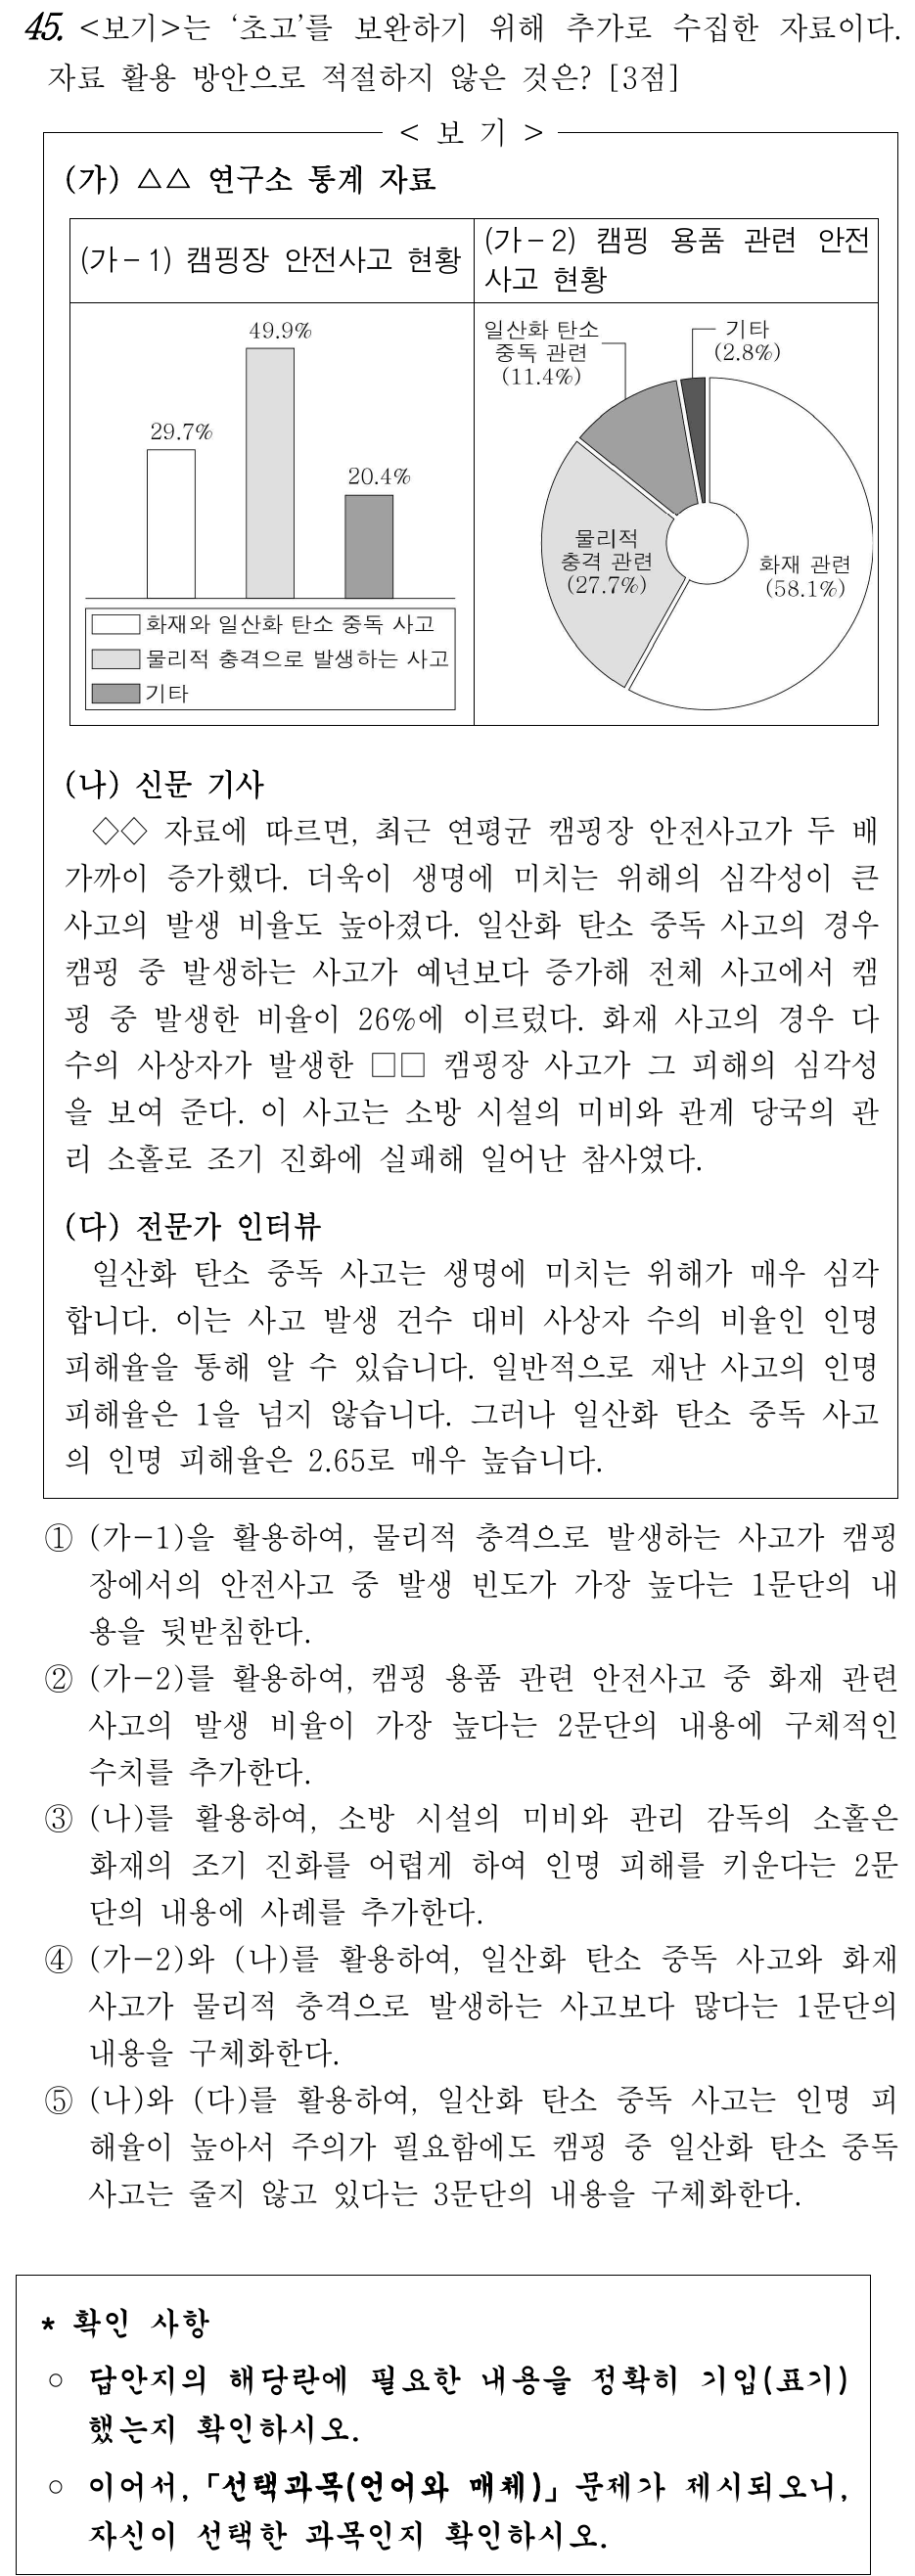 45. <보기>는 ‘초고’를 보완하기 위해 추가로 수집한 자료이다.
자료 활용 방안으로 적절하지 않은 것은? [3점]
< 보 기 >
(가) △△ 연구소 통계 자료
(가－1) 캠핑장 안전사고 현황
(가－2) 캠핑 용품 관련 안전
사고 현황
29.7%
49.9%
20.4%
화재와 일산화 탄소 중독 사고
물리적 충격으로 발생하는 사고
기타
일산화 탄소
중독 관련
(11.4%)
기타
(2.8%)
물리적
충격 관련
(27.7%)
화재 관련
(58.1%)
(나) 신문 기사
◇◇ 자료에 따르면, 최근 연평균 캠핑장 안전사고가 두 배
가까이 증가했다. 더욱이 생명에 미치는 위해의 심각성이 큰
사고의 발생 비율도 높아졌다. 일산화 탄소 중독 사고의 경우
캠핑 중 발생하는 사고가 예년보다 증가해 전체 사고에서 캠
핑 중 발생한 비율이 26%에 이르렀다. 화재 사고의 경우 다
수의 사상자가 발생한 □□ 캠핑장 사고가 그 피해의 심각성
을 보여 준다. 이 사고는 소방 시설의 미비와 관계 당국의 관
리 소홀로 조기 진화에 실패해 일어난 참사였다.
(다) 전문가 인터뷰
일산화 탄소 중독 사고는 생명에 미치는 위해가 매우 심각
합니다. 이는 사고 발생 건수 대비 사상자 수의 비율인 인명
피해율을 통해 알 수 있습니다. 일반적으로 재난 사고의 인명
피해율은 1을 넘지 않습니다. 그러나 일산화 탄소 중독 사고
의 인명 피해율은 2.65로 매우 높습니다.
① (가-1)을 활용하여, 물리적 충격으로 발생하는 사고가 캠핑
장에서의 안전사고 중 발생 빈도가 가장 높다는 1문단의 내
용을 뒷받침한다.
② (가-2)를 활용하여, 캠핑 용품 관련 안전사고 중 화재 관련
사고의 발생 비율이 가장 높다는 2문단의 내용에 구체적인
수치를 추가한다.
③ (나)를 활용하여, 소방 시설의 미비와 관리 감독의 소홀은
화재의 조기 진화를 어렵게 하여 인명 피해를 키운다는 2문
단의 내용에 사례를 추가한다.
④ (가-2)와 (나)를 활용하여, 일산화 탄소 중독 사고와 화재
사고가 물리적 충격으로 발생하는 사고보다 많다는 1문단의
내용을 구체화한다.
⑤ (나)와 (다)를 활용하여, 일산화 탄소 중독 사고는 인명 피
해율이 높아서 주의가 필요함에도 캠핑 중 일산화 탄소 중독
사고는 줄지 않고 있다는 3문단의 내용을 구체화한다.
* 확인 사항
○ 답안지의 해당란에 필요한 내용을 정확히 기입(표기)
했는지 확인하시오.
○ 이어서, 「선택과목(언어와 매체)」 문제가 제시되오니,
자신이 선택한 과목인지 확인하시오.